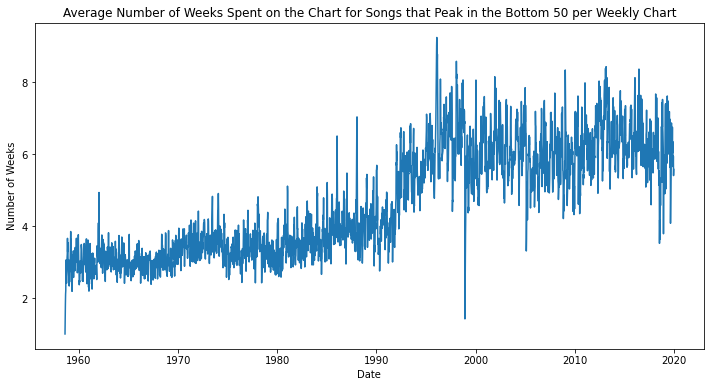 Average Number of Weeks Spent on the Chart for Songs that Peak in the Bottom 50 per Weekly Chart
Number of Weeks
8
6
4
2
1960 1970 1980 1990 2000 2010 2020
Date